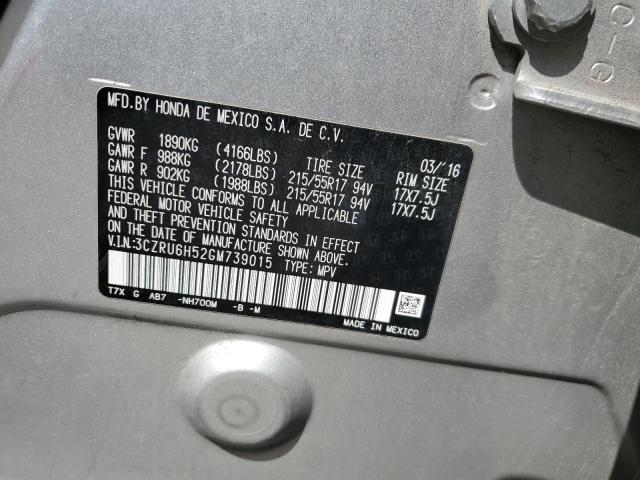 MFD.BY HONDA DE MEXICO S.A. DE C.V.
03/'16
GVWR 1890KG (4166LBS) TIRE SIZE RIM SIZE
GAWR F 988KG (2178LBS) 215/55R17 94V 17X7.5J
GAWR R 902KG (1988LBS) 215/55R17 94V 17X7.5J
THIS VEHICLE CONFORMS TO ALL APPLICABLE
FEDERAL MOTOR VEHICLE SAFETY
AND THEFT PREVENTION STANDARDS IN EFFECT
ON THE DATE OF MANUFACTURE SHOWN ABOVE.
V.I.N:3CZRU6H52GM739015 TYPE: MPV
T7X G AB7 -NH700M -B -M
MADE IN MEXICO